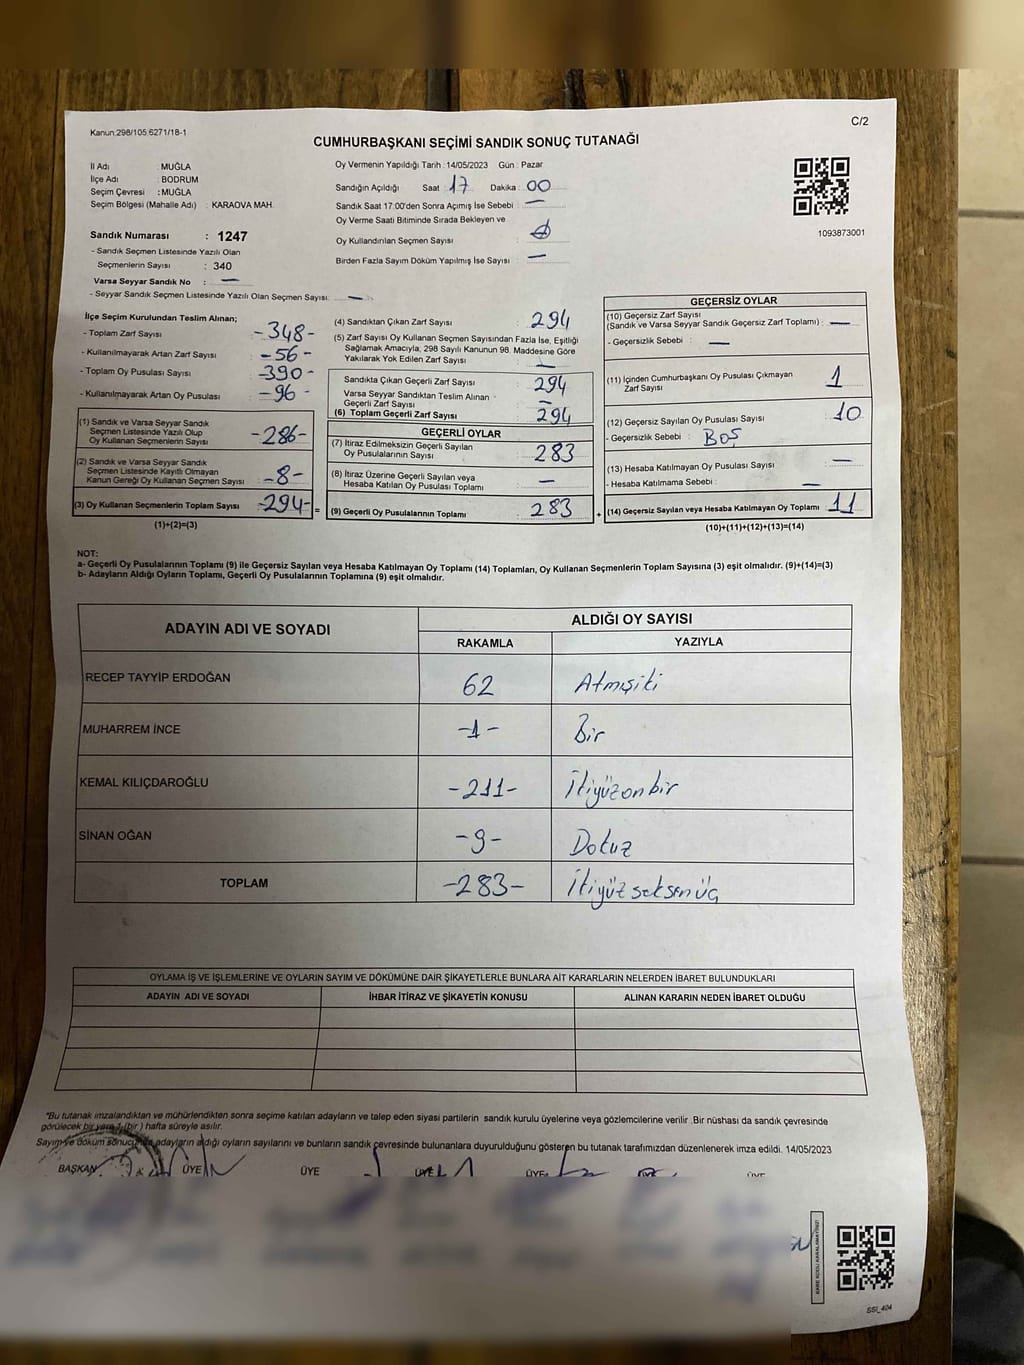 Kanun:298/105 6271/18-1
C/2
CUMHURBAŞKANI SEÇİMİ SANDIK SONUÇ TUTANAĞI
İl Adı : MUĞLA
İlçe Adı : BODRUM
Seçim Çevresi : MUĞLA
Seçim Bölgesi (Mahalle Adı) : KARAOVA MAH.
Sandık Numarası : 1247
- Sandık Seçmen Listesinde Yazılı Olan
Seçmenlerin Sayısı : 340
Varsa Seyyar Sandık No : —
- Seyyar Sandık Seçmen Listesinde Yazılı Olan Seçmen Sayısı: —
Oy Vermenin Yapıldığı Tarih : 14/05/2023 Gün : Pazar
Sandığın Açıldığı Saat : 17 Dakika : 00
Sandık Saat 17:00'den Sonra Açımış İse Sebebi : —
Oy Verme Saati Bitiminde Sırada Bekleyen ve
Oy Kullandırılan Seçmen Sayısı :
Birden Fazla Sayım Döküm Yapılmış İse Sayısı : —
1093873001
İlçe Seçim Kurulundan Teslim Alınan;
- Toplam Zarf Sayısı -348-
- Kullanılmayarak Artan Zarf Sayısı -56-
- Toplam Oy Pusulası Sayısı -390-
- Kullanılmayarak Artan Oy Pusulası -96-
(1) Sandık ve Varsa Seyyar Sandık
Seçmen Listesinde Yazılı Olup
Oy Kullanan Seçmenlerin Sayısı -286-
(2) Sandık ve Varsa Seyyar Sandık
Seçmen Listesinde Kayıtlı Olmayan
Kanun Gereği Oy Kullanan Seçmen Sayısı -8-
(3) Oy Kullanan Seçmenlerin Toplam Sayısı -294- =
(1)+(2)=(3)
(4) Sandıktan Çıkan Zarf Sayısı : 294
(5) Zarf Sayısı Oy Kullanan Seçmen Sayısından Fazla İse, Eşitliği
Sağlamak Amacıyla, 298 Sayılı Kanunun 98. Maddesine Göre
Yakılarak Yok Edilen Zarf Sayısı : —
Sandıkta Çıkan Geçerli Zarf Sayısı : 294
Varsa Seyyar Sandıktan Teslim Alınan
Geçerli Zarf Sayısı : -
(6) Toplam Geçerli Zarf Sayısı : 294
GEÇERLİ OYLAR
(7) İtiraz Edilmeksizin Geçerli Sayılan
Oy Pusulalarının Sayısı : 283
(8) İtiraz Üzerine Geçerli Sayılan veya
Hesaba Katılan Oy Pusulası Toplamı : —
(9) Geçerli Oy Pusulalarının Toplamı : 283 +
GEÇERSİZ OYLAR
(10) Geçersiz Zarf Sayısı
(Sandık ve Varsa Seyyar Sandık Geçersiz Zarf Toplamı) : —
- Geçersizlik Sebebi : —
(11) İçinden Cumhurbaşkanı Oy Pusulası Çıkmayan
Zarf Sayısı : 1
(12) Geçersiz Sayılan Oy Pusulası Sayısı : 10
- Geçersizlik Sebebi : BOŞ
(13) Hesaba Katılmayan Oy Pusulası Sayısı : —
- Hesaba Katılmama Sebebi : —
(14) Geçersiz Sayılan veya Hesaba Katılmayan Oy Toplamı : 11
(10)+(11)+(12)+(13)=(14)
NOT:
a- Geçerli Oy Pusulalarının Toplamı (9) ile Geçersiz Sayılan veya Hesaba Katılmayan Oy Toplamı (14) Toplamları, Oy Kullanan Seçmenlerin Toplam Sayısına (3) eşit olmalıdır. (9)+(14)=(3)
b- Adayların Aldığı Oyların Toplamı, Geçerli Oy Pusulalarının Toplamına (9) eşit olmalıdır.
ADAYIN ADI VE SOYADI
ALDIĞI OY SAYISI
RAKAMLA YAZIYLA
RECEP TAYYİP ERDOĞAN 62 Atmışiki
MUHARREM İNCE -1- Bir
KEMAL KILIÇDAROĞLU -211- İkiyüzonbir
SİNAN OĞAN -9- Dokuz
TOPLAM -283- İkiyüzseksenüç
OYLAMA İŞ VE İŞLEMLERİNE VE OYLARIN SAYIM VE DÖKÜMÜNE DAİR ŞİKAYETLERLE BUNLARA AİT KARARLARIN NELERDEN İBARET BULUNDUKLARI
ADAYIN ADI VE SOYADI İHBAR İTİRAZ VE ŞİKAYETİN KONUSU ALINAN KARARIN NEDEN İBARET OLDUĞU
"Bu tutanak imzalandıktan ve mühürlendikten sonra seçime katılan adayların ve talep eden siyasi partilerin sandık kurulu üyelerine veya gözlemcilerine verilir .Bir nüshası da sandık çevresinde
görülecek bir yere 1 (bir ) hafta süreyle asılır.
Sayım ve döküm sonucunda adayların aldığı oyların sayılarını ve bunların sandık çevresinde bulunanlara duyurulduğunu gösteren bu tutanak tarafımızdan düzenlenerek imza edildi. 14/05/2023
BAŞKAN ÜYE ÜYE ÜYE ÜYE ÜYE ÜYE
KARE KODU KARALAMAYINIZ!
SSI_404